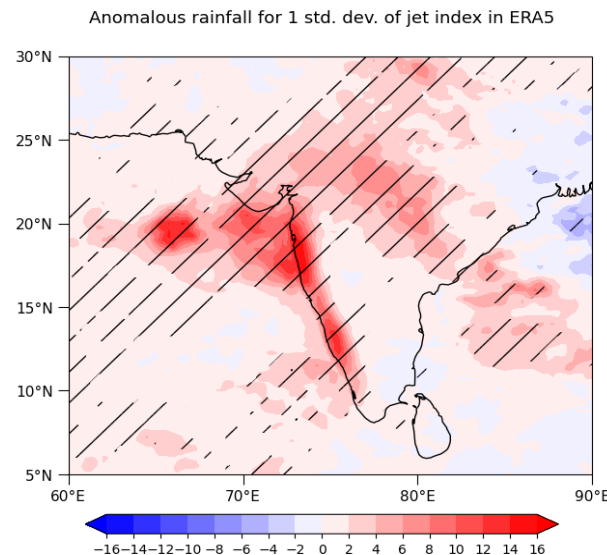 Anomalous rainfall for 1 std. dev. of jet index in ERA5
30°N
25°N
20°N
15°N
10°N
5°N
60°E 70°E 80°E 90°E
−16 −14 −12 −10 −8 −6 −4 −2 0 2 4 6 8 10 12 14 16